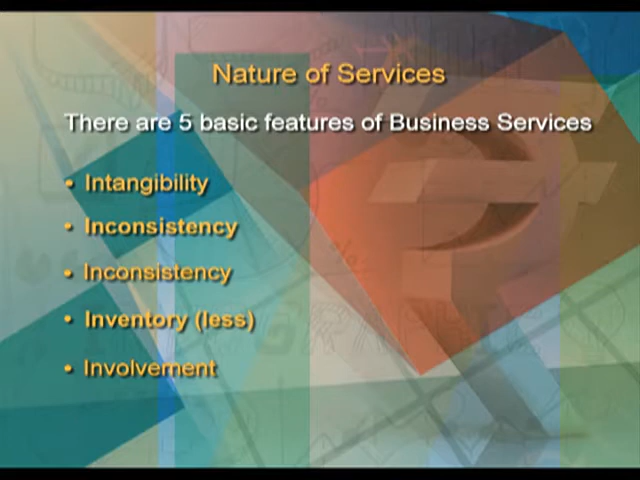 Nature of Services
There are 5 basic features of Business Services
• Intangibility
• Inconsistency
• Inconsistency
• Inventory (less)
• Involvement